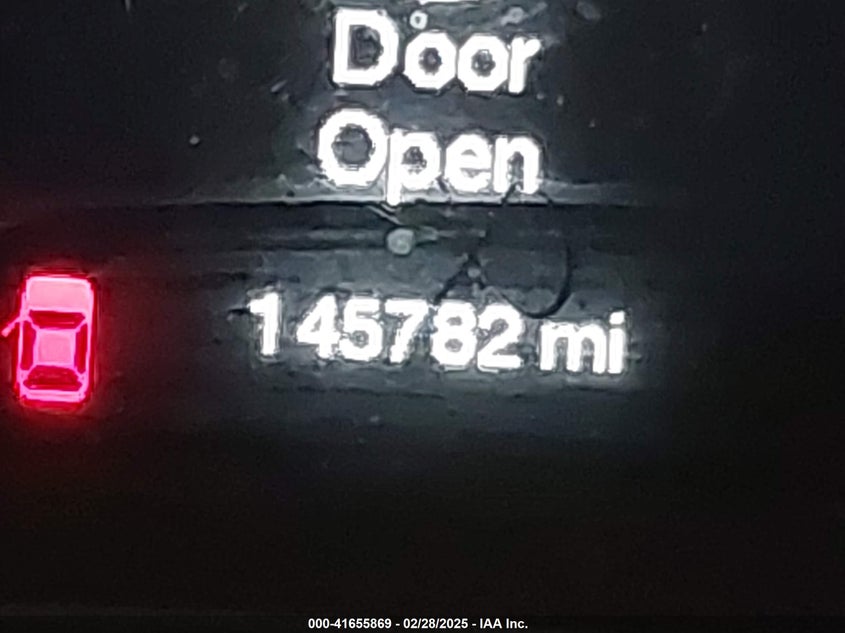 Door
Open
145782 mi
000-41655869 - 02/28/2025 - IAA Inc.